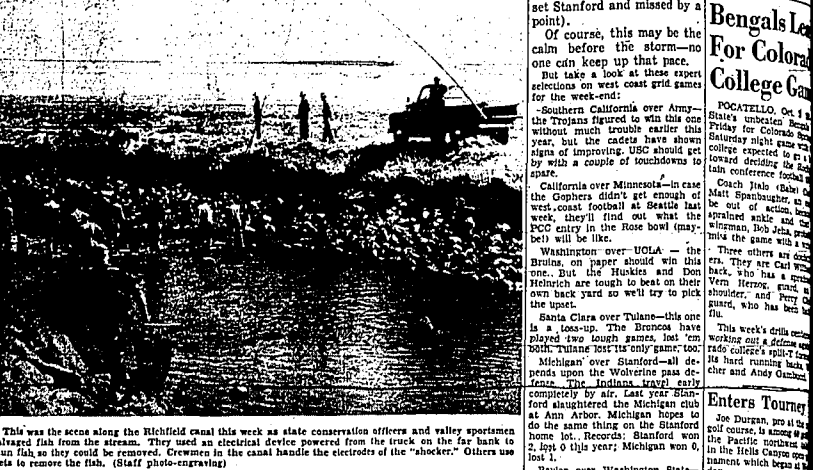 This was the scene along the Richfield canal this week as state conservation officers and valley sportsmen
salvaged fish from the stream. They used an electrical device powered from the truck on the far bank to
stun fish, so they could be removed. Crewmen in the canal handle the electrodes of the "shocker." Others use
nets to remove the fish. (Staff photo-engraving)
set Stanford and missed by a
point).
Of course, this may be the
calm before the storm—no
one can keep up that pace.
But take a look at these expert
selections on west coast grid games
for the week-end:
Southern California over Army—
the Trojans figured to win this one
without much trouble earlier this
year, but the cadets have shown
signs of improving. USC should get
by with a couple of touchdowns to
spare.
California over Minnesota—in case
the Gophers didn't get enough of
west coast football at Seattle last
week, they'll find out what the
PCC entry in the Rose bowl (may-
be!) will be like.
Washington over UCLA — the
Bruins, on paper should win this
one. But the Huskies and Don
Heinrich are tough to beat on their
own back yard so we'll try to pick
the upset.
Santa Clara over Tulane—this one
is a toss-up. The Broncos have
played two tough games, lost 'em
both. Tulane lost its only game, too.
Michigan over Stanford—all de-
pends upon the Wolverine pass de-
fense. The Indians travel early
completely by air. Last year Stan-
ford slaughtered the Michigan club
at Ann Arbor. Michigan hopes to
do the same thing on the Stanford
home lot. Records: Stanford won
2, lost 0 this year; Michigan won 0,
lost 1.
Bengals
For
College
POCATELLO, Oct.
State's unbeaten
Friday for Colorado
Saturday night game
college expected to go
toward deciding the
tain conference football
Coach Italo (Babe)
Matt Spanbaugher, an
be out of action,
sprained ankle and
wingman, Bob Jeha,
miss the game with a
Three others are
ers. They are Carl
back, who has a
Vern Herzog, guard,
shoulder, and Percy
guard, who has been
flu.
This week's drills
working out a defense
rado college's split-T
its hard running backs,
cher and Andy
Enters Tourney
Joe Durgan, pro at the
golf course, is among
the Pacific northwest
in the Hells Canyon open
nament which began at